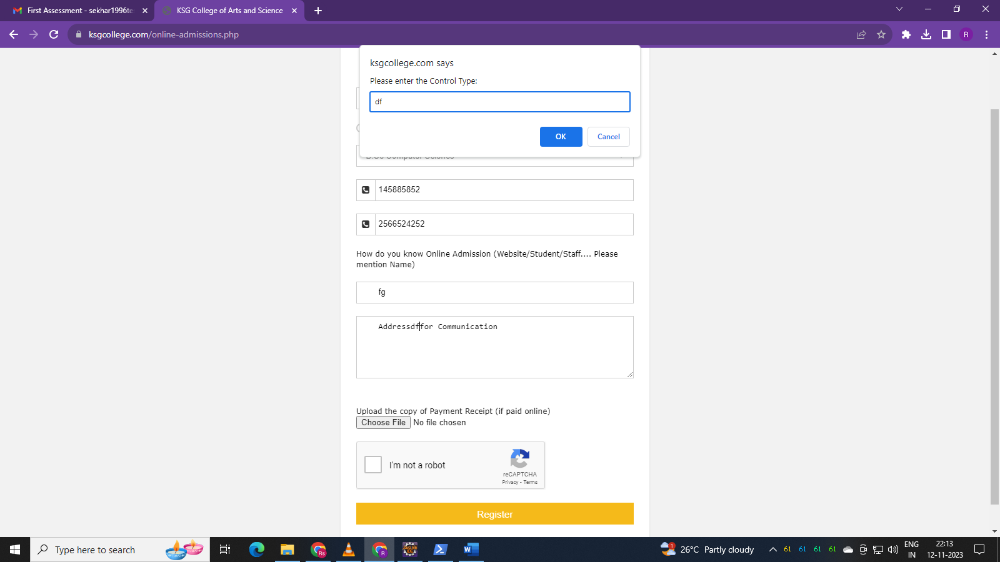 First Assessment - sekhar1996te
KSG College of Arts and Science
ksgcollege.com/online-admissions.php
R
ksgcollege.com says
Please enter the Control Type:
df
OK
Cancel
145885852
2566524252
How do you know Online Admission (Website/Student/Staff.... Please
mention Name)
fg
Addressdffor Communication
Upload the copy of Payment Receipt (if paid online)
Choose File No file chosen
I'm not a robot
reCAPTCHA
Privacy - Terms
Register
Type here to search
Rs
R
W
1
26°C Partly cloudy
61 61 61 61
ENG
IN
22:13
12-11-2023